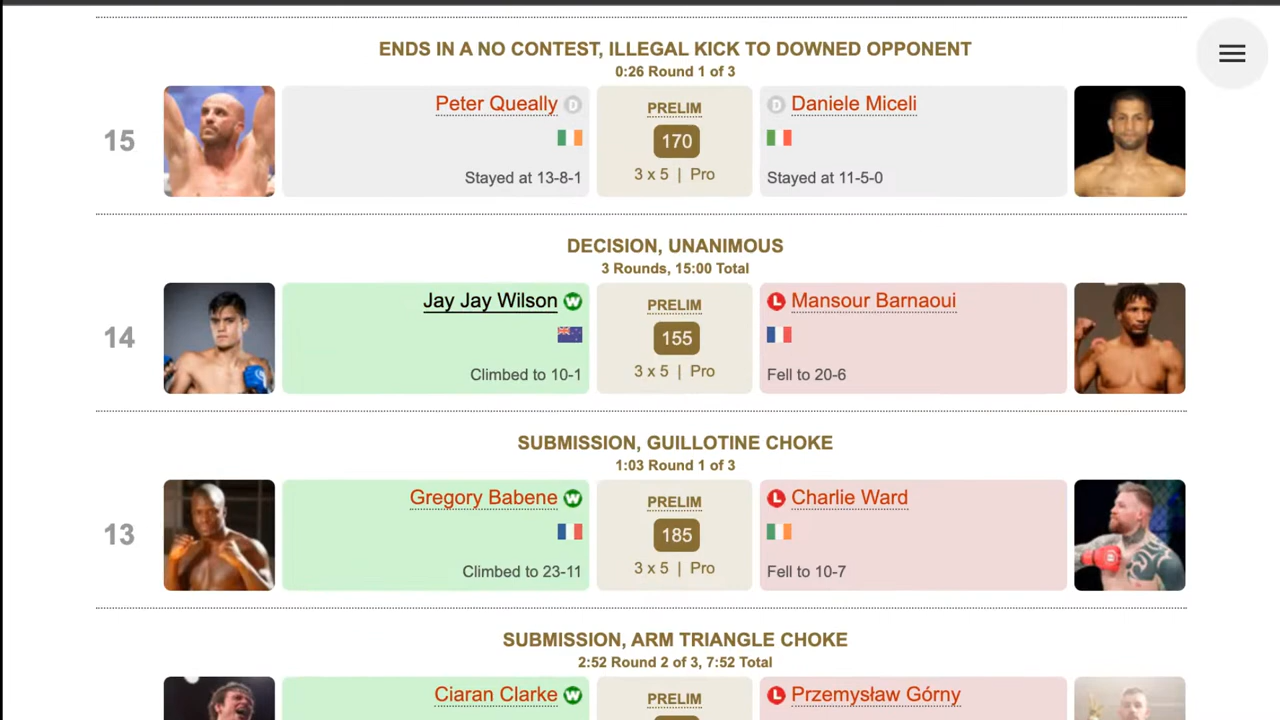 ENDS IN A NO CONTEST, ILLEGAL KICK TO DOWNED OPPONENT
0:26 Round 1 of 3
15
Peter Queally D
PRELIM
D Daniele Miceli
170
Stayed at 13-8-1
3 x 5 | Pro
Stayed at 11-5-0
DECISION, UNANIMOUS
3 Rounds, 15:00 Total
14
Jay Jay Wilson W
PRELIM
L Mansour Barnaoui
155
Climbed to 10-1
3 x 5 | Pro
Fell to 20-6
SUBMISSION, GUILLOTINE CHOKE
1:03 Round 1 of 3
13
Gregory Babene W
PRELIM
L Charlie Ward
185
Climbed to 23-11
3 x 5 | Pro
Fell to 10-7
SUBMISSION, ARM TRIANGLE CHOKE
2:52 Round 2 of 3, 7:52 Total
Ciaran Clarke W
PRELIM
L Przemysław Górny